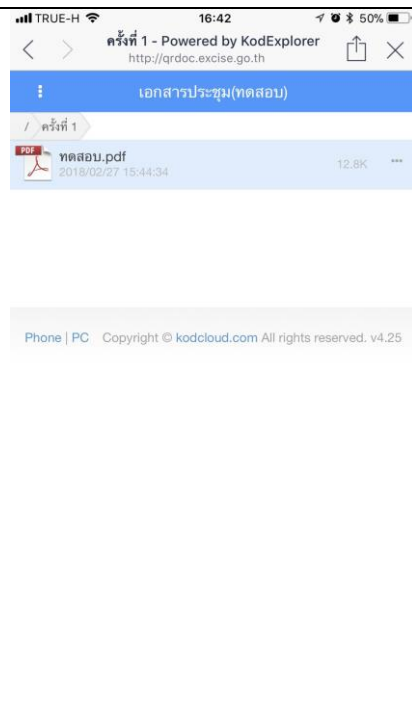 TRUE-H 16:42 50%
ครั้งที่ 1 - Powered by KodExplorer
http://qrdoc.excise.go.th
เอกสารประชุม(ทดสอบ)
/ ครั้งที่ 1
PDF
ทดสอบ.pdf
12.8K
2018/02/27 15:44:34
Phone | PC Copyright © kodcloud.com All rights reserved. v4.25